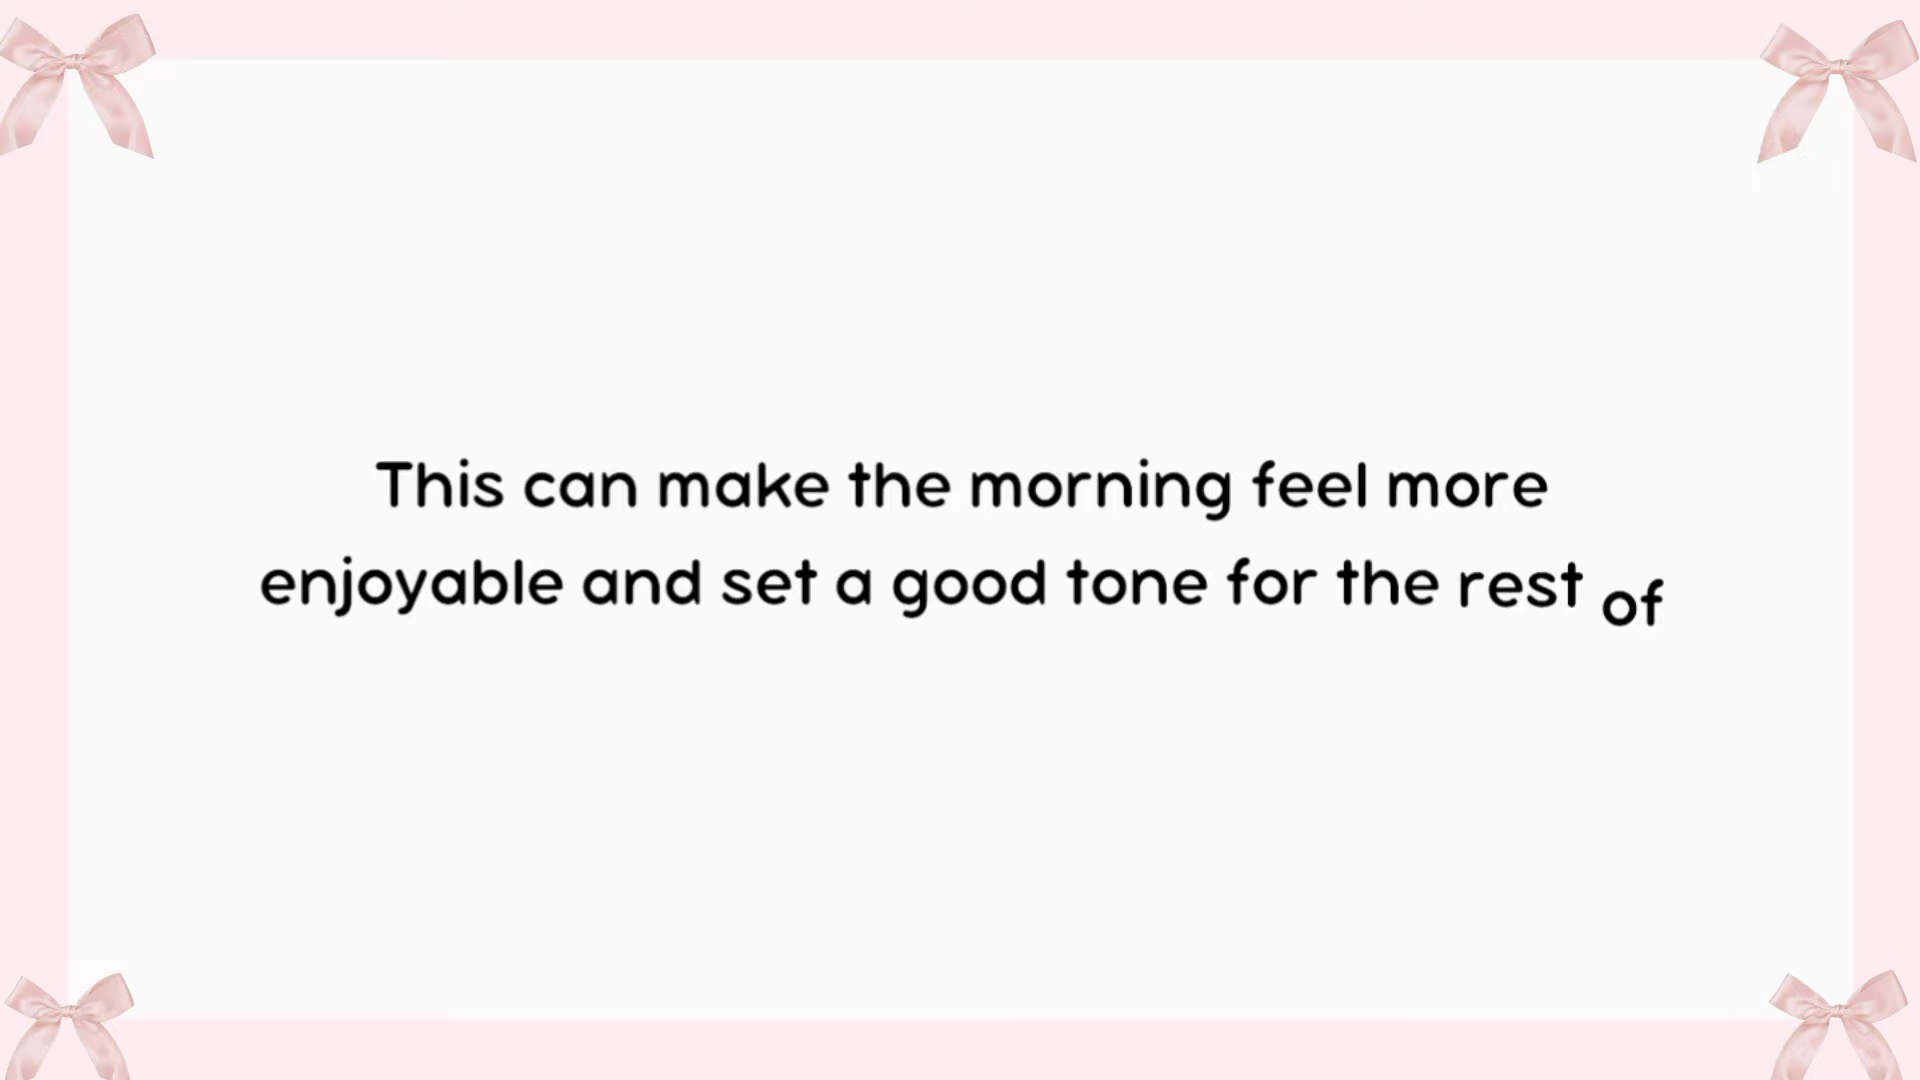 This can make the morning feel more
enjoyable and set a good tone for the rest of